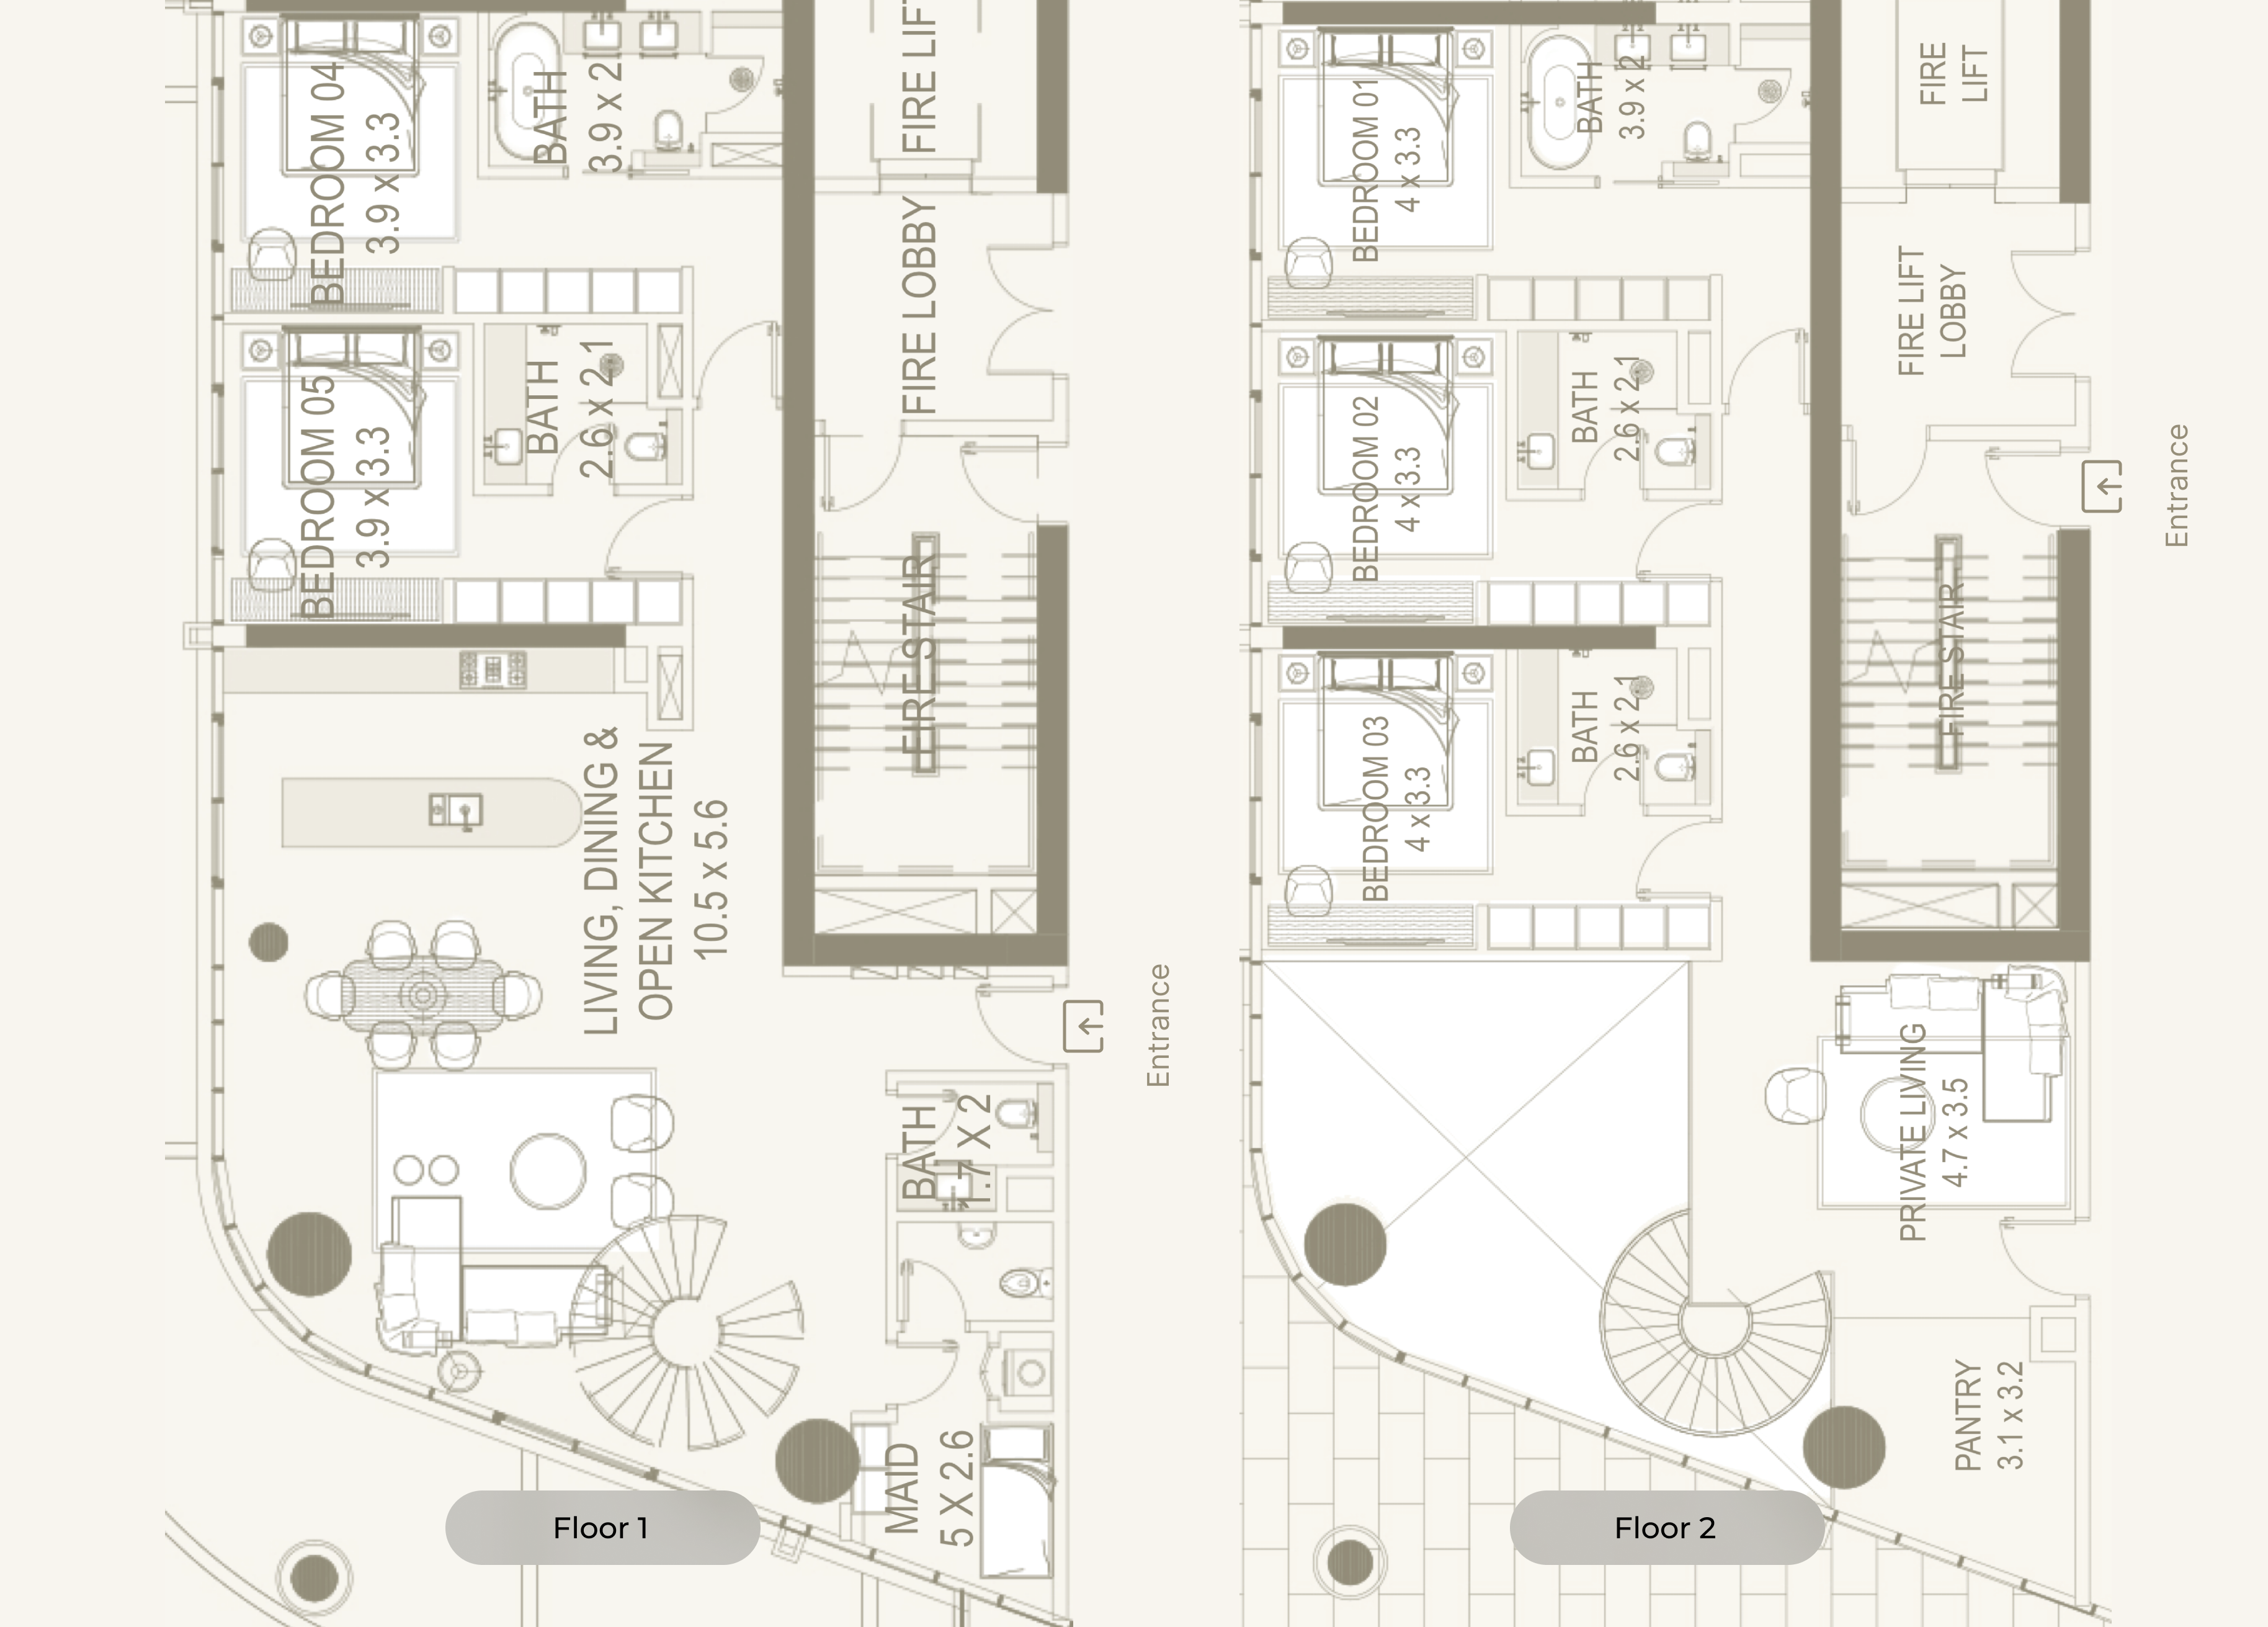 BEDROOM 04
3.9 x 3.3
BATH
3.9 x 2
FIRE LIFT
FIRE LOBBY
BEDROOM 05
3.9 x 3.3
BATH
2.6 x 2.1
FIRE STAIR
LIVING, DINING &
OPEN KITCHEN
10.5 x 5.6
Entrance
BATH
1.7 X 2
MAID
5 X 2.6
Floor 1
BEDROOM 01
4 x 3.3
BATH
3.9 x 2
FIRE
LIFT
FIRE LIFT
LOBBY
BEDROOM 02
4 x 3.3
BATH
2.6 x 2.1
Entrance
FIRE STAIR
BEDROOM 03
4 x 3.3
BATH
2.6 x 2.1
PRIVATE LIVING
4.7 x 3.5
PANTRY
3.1 x 3.2
Floor 2